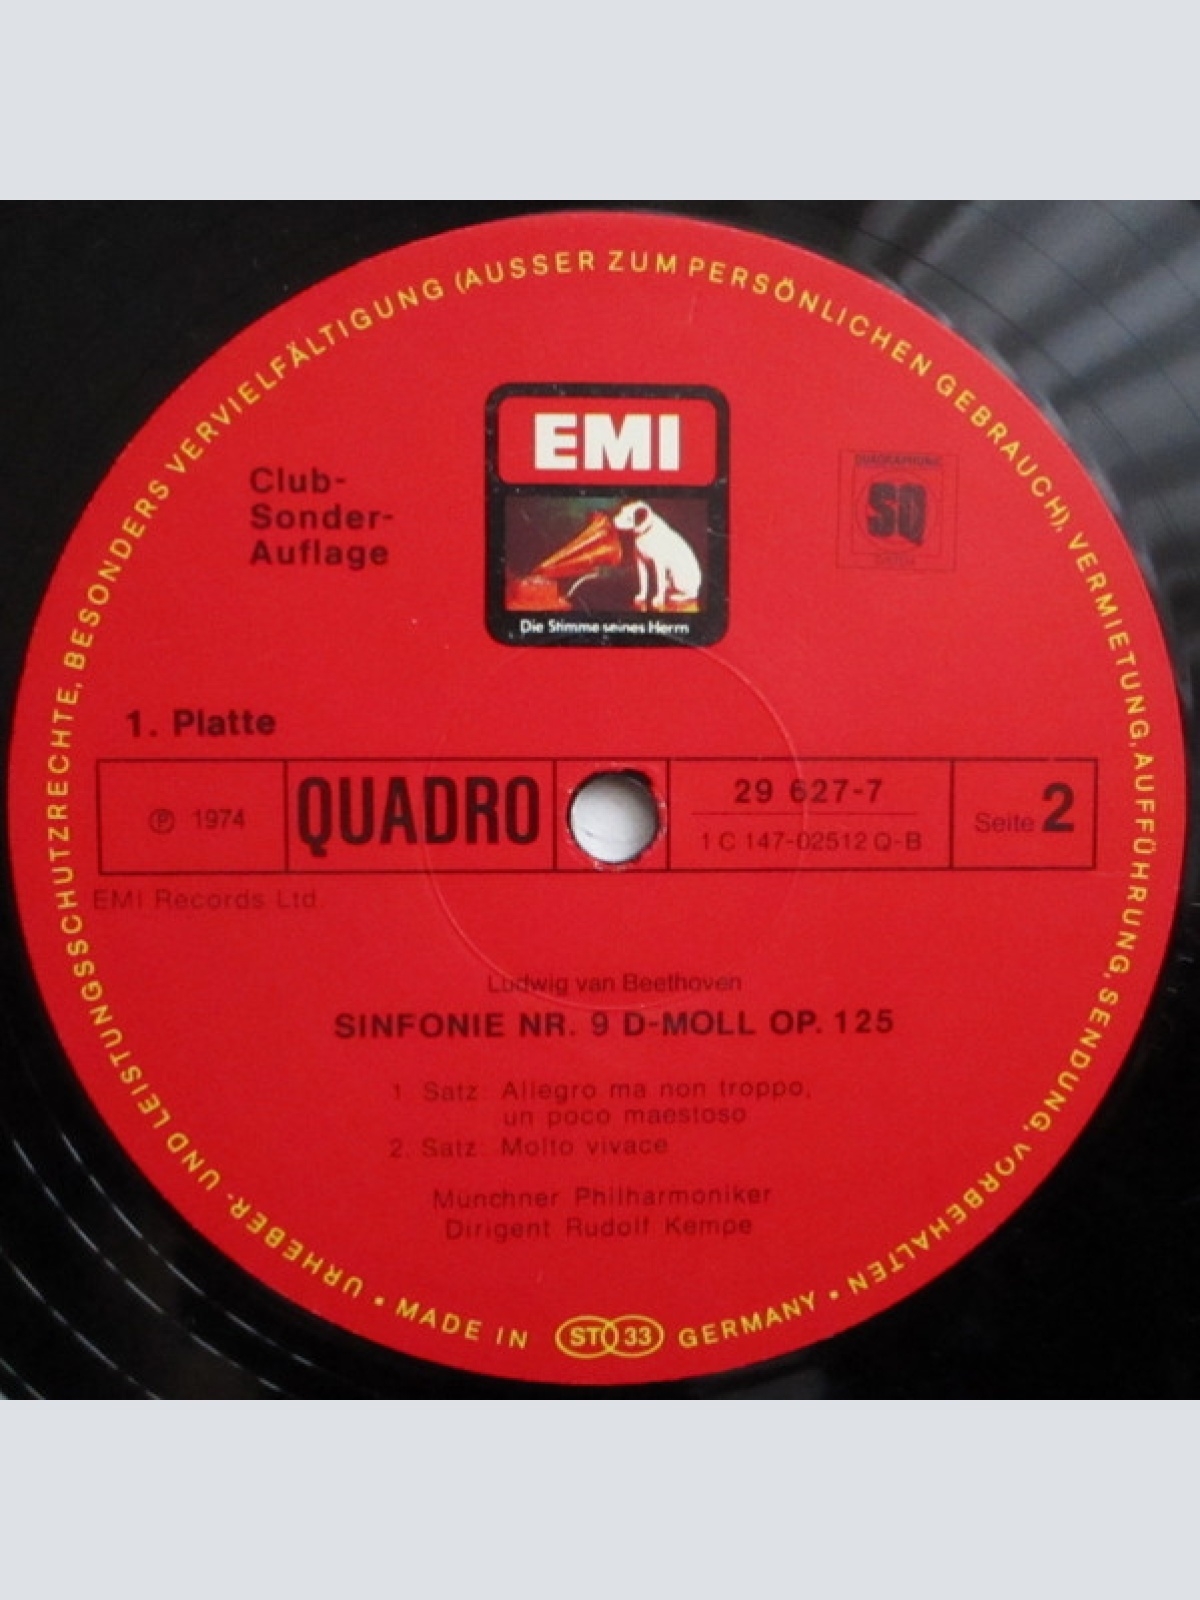 URHEBER- UND LEISTUNGSSCHUTZRECHTE, BESONDERS VERVIELFÄLTIGUNG (AUSSER ZUM PERSÖNLICHEN GEBRAUCH), VERMIETUNG, AUFFÜHRUNG, SENDUNG, VORBEHALTEN •
EMI
Die Stimme seines Herrn
Club-
Sonder-
Auflage
QUADRAPHONIC
SQ
1. Platte
℗ 1974
QUADRO
29 627-7
1 C 147-02512 Q-B
Seite 2
EMI Records Ltd.
Ludwig van Beethoven
SINFONIE NR. 9 D-MOLL OP. 125
1. Satz: Allegro ma non troppo,
un poco maestoso
2. Satz: Molto vivace
Münchner Philharmoniker
Dirigent Rudolf Kempe
• MADE IN ST 33 GERMANY